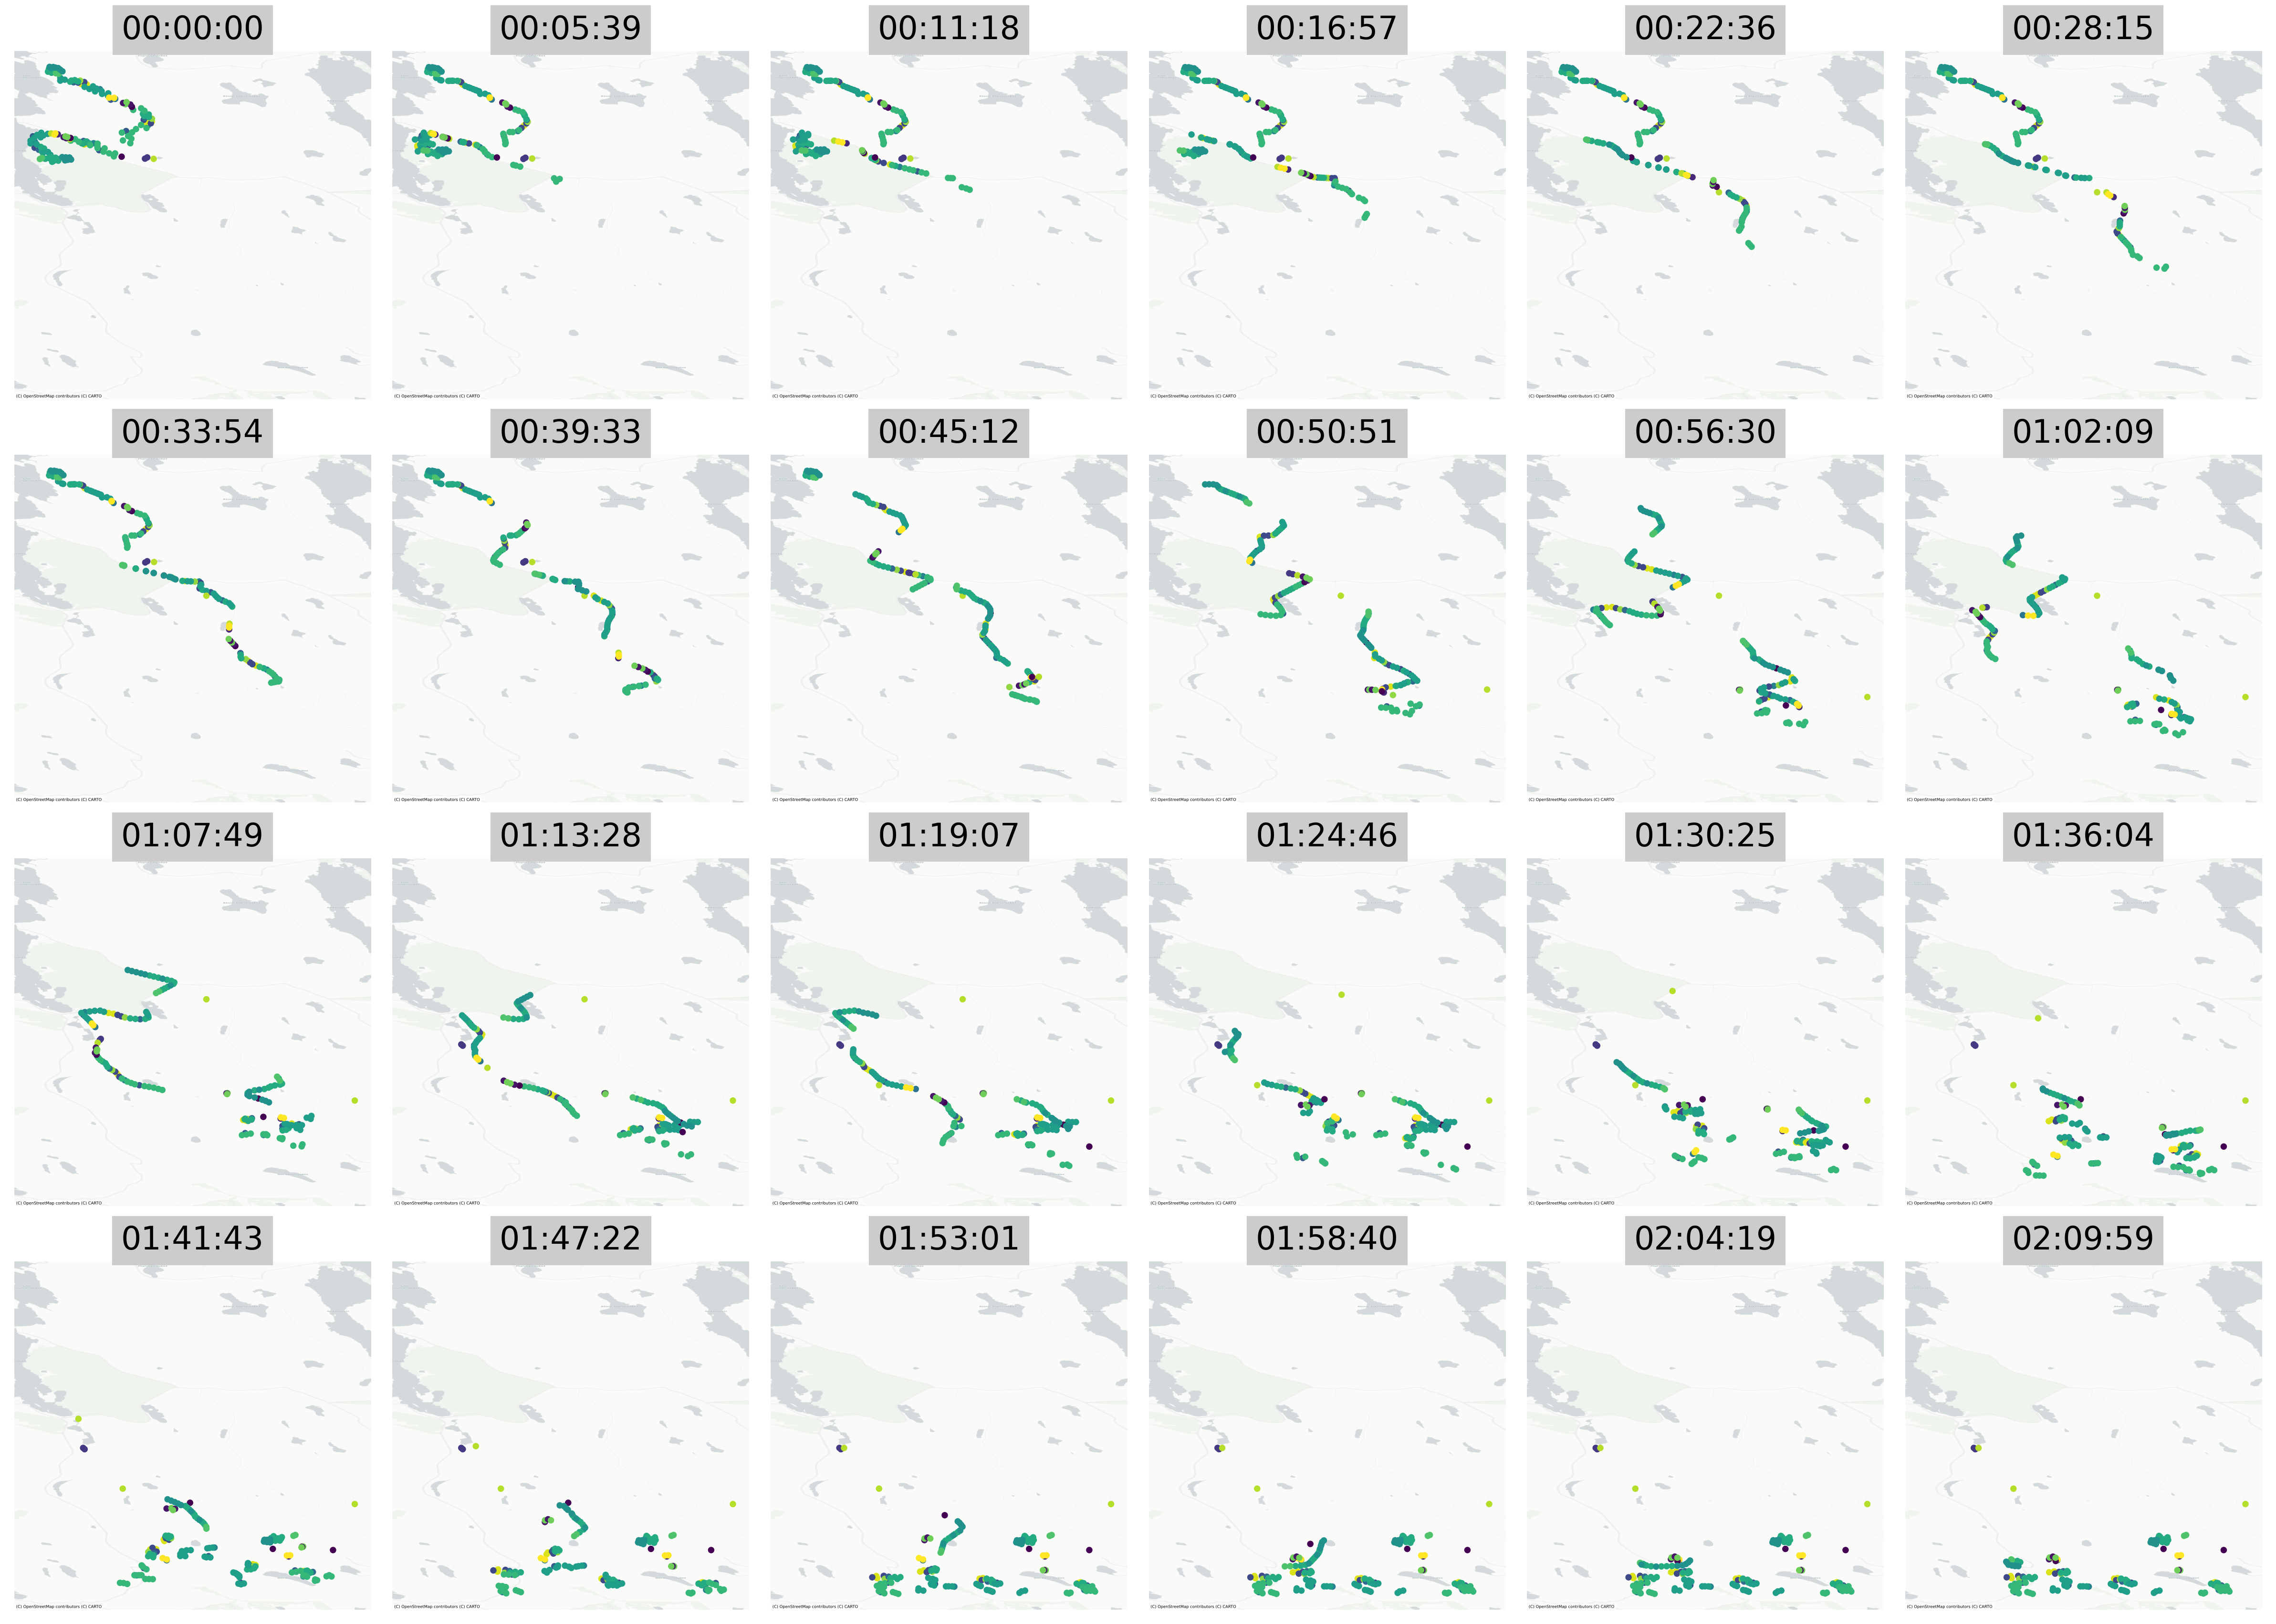 00:00:00
00:05:39
00:11:18
00:16:57
00:22:36
00:28:15
(C) OpenStreetMap contributors (C) CARTO
(C) OpenStreetMap contributors (C) CARTO
(C) OpenStreetMap contributors (C) CARTO
(C) OpenStreetMap contributors (C) CARTO
(C) OpenStreetMap contributors (C) CARTO
(C) OpenStreetMap contributors (C) CARTO
00:33:54
00:39:33
00:45:12
00:50:51
00:56:30
01:02:09
(C) OpenStreetMap contributors (C) CARTO
(C) OpenStreetMap contributors (C) CARTO
(C) OpenStreetMap contributors (C) CARTO
(C) OpenStreetMap contributors (C) CARTO
(C) OpenStreetMap contributors (C) CARTO
(C) OpenStreetMap contributors (C) CARTO
01:07:49
01:13:28
01:19:07
01:24:46
01:30:25
01:36:04
(C) OpenStreetMap contributors (C) CARTO
(C) OpenStreetMap contributors (C) CARTO
(C) OpenStreetMap contributors (C) CARTO
(C) OpenStreetMap contributors (C) CARTO
(C) OpenStreetMap contributors (C) CARTO
(C) OpenStreetMap contributors (C) CARTO
01:41:43
01:47:22
01:53:01
01:58:40
02:04:19
02:09:59
(C) OpenStreetMap contributors (C) CARTO
(C) OpenStreetMap contributors (C) CARTO
(C) OpenStreetMap contributors (C) CARTO
(C) OpenStreetMap contributors (C) CARTO
(C) OpenStreetMap contributors (C) CARTO
(C) OpenStreetMap contributors (C) CARTO